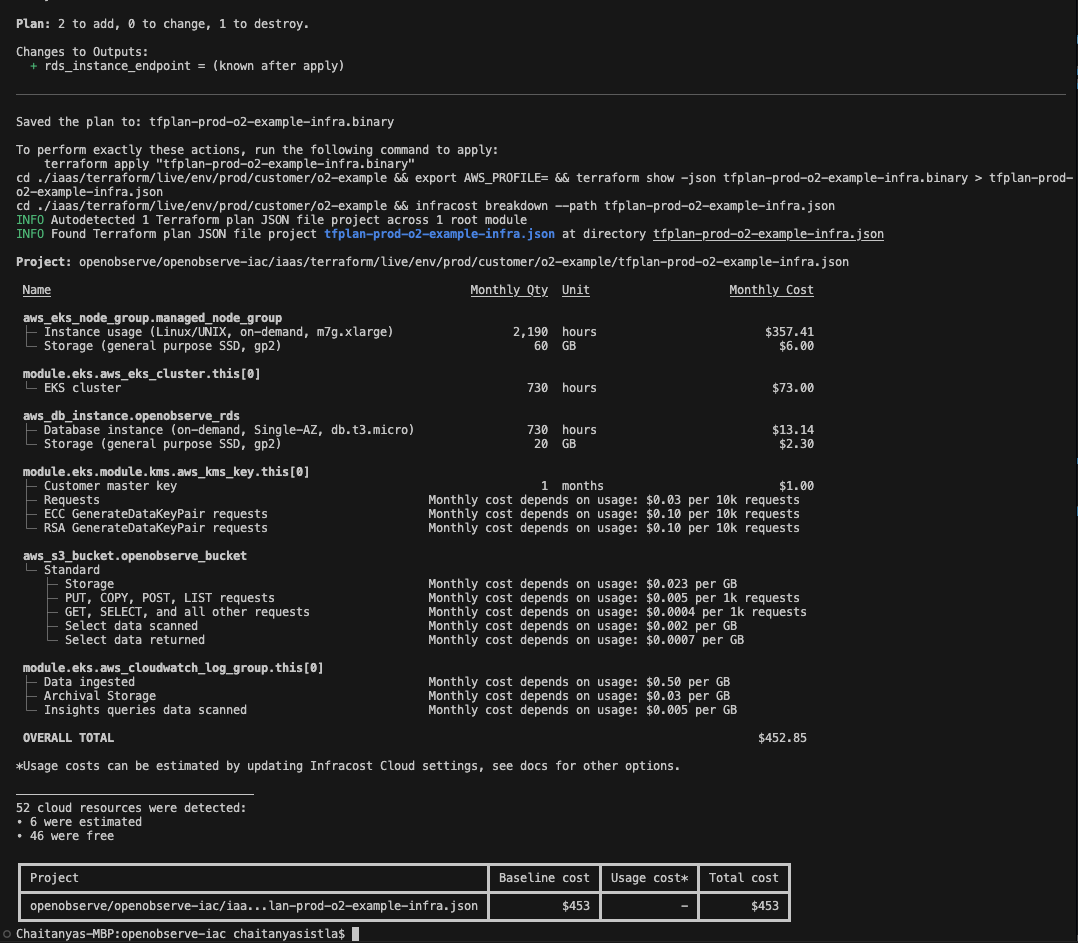 Plan: 2 to add, 0 to change, 1 to destroy.
Changes to Outputs:
+ rds_instance_endpoint = (known after apply)
Saved the plan to: tfplan-prod-o2-example-infra.binary
To perform exactly these actions, run the following command to apply:
terraform apply "tfplan-prod-o2-example-infra.binary"
cd ./iaas/terraform/live/env/prod/customer/o2-example && export AWS_PROFILE= && terraform show -json tfplan-prod-o2-example-infra.binary > tfplan-prod-
o2-example-infra.json
cd ./iaas/terraform/live/env/prod/customer/o2-example && infracost breakdown --path tfplan-prod-o2-example-infra.json
INFO Autodetected 1 Terraform plan JSON file project across 1 root module
INFO Found Terraform plan JSON file project tfplan-prod-o2-example-infra.json at directory tfplan-prod-o2-example-infra.json
Project: openobserve/openobserve-iac/iaas/terraform/live/env/prod/customer/o2-example/tfplan-prod-o2-example-infra.json
Name Monthly Qty Unit Monthly Cost
aws_eks_node_group.managed_node_group
├─ Instance usage (Linux/UNIX, on-demand, m7g.xlarge) 2,190 hours $357.41
└─ Storage (general purpose SSD, gp2) 60 GB $6.00
module.eks.aws_eks_cluster.this[0]
└─ EKS cluster 730 hours $73.00
aws_db_instance.openobserve_rds
├─ Database instance (on-demand, Single-AZ, db.t3.micro) 730 hours $13.14
└─ Storage (general purpose SSD, gp2) 20 GB $2.30
module.eks.module.kms.aws_kms_key.this[0]
├─ Customer master key 1 months $1.00
├─ Requests Monthly cost depends on usage: $0.03 per 10k requests
├─ ECC GenerateDataKeyPair requests Monthly cost depends on usage: $0.10 per 10k requests
└─ RSA GenerateDataKeyPair requests Monthly cost depends on usage: $0.10 per 10k requests
aws_s3_bucket.openobserve_bucket
└─ Standard
├─ Storage Monthly cost depends on usage: $0.023 per GB
├─ PUT, COPY, POST, LIST requests Monthly cost depends on usage: $0.005 per 1k requests
├─ GET, SELECT, and all other requests Monthly cost depends on usage: $0.0004 per 1k requests
├─ Select data scanned Monthly cost depends on usage: $0.002 per GB
└─ Select data returned Monthly cost depends on usage: $0.0007 per GB
module.eks.aws_cloudwatch_log_group.this[0]
├─ Data ingested Monthly cost depends on usage: $0.50 per GB
├─ Archival Storage Monthly cost depends on usage: $0.03 per GB
└─ Insights queries data scanned Monthly cost depends on usage: $0.005 per GB
OVERALL TOTAL $452.85
*Usage costs can be estimated by updating Infracost Cloud settings, see docs for other options.
52 cloud resources were detected:
• 6 were estimated
• 46 were free
Project Baseline cost Usage cost* Total cost
openobserve/openobserve-iac/iaa...lan-prod-o2-example-infra.json $453 - $453
Chaitanyas-MBP:openobserve-iac chaitanyasistla$